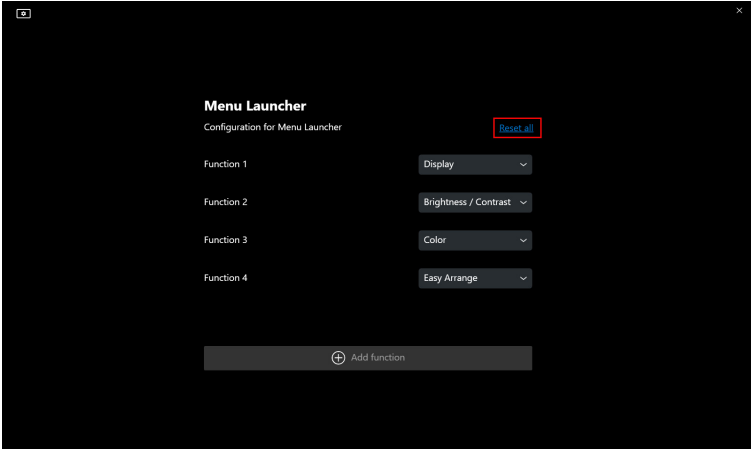 Menu Launcher
Configuration for Menu Launcher
Reset all
Function 1
Display
Function 2
Brightness / Contrast
Function 3
Color
Function 4
Easy Arrange
Add function